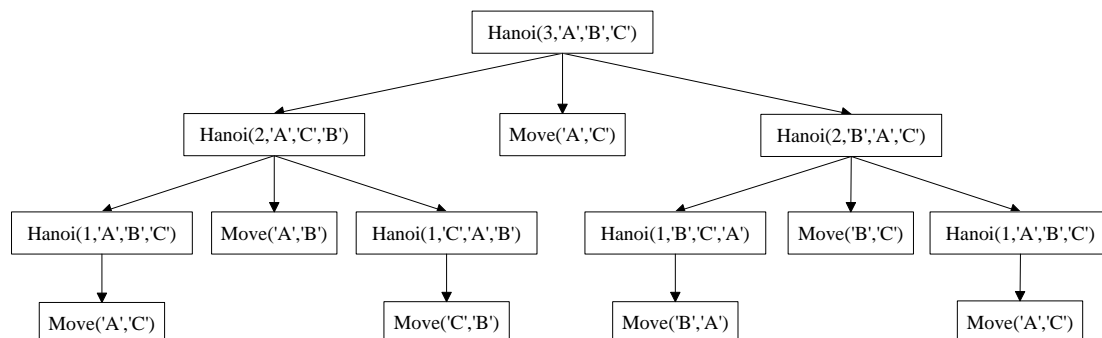 Hanoi(3,'A','B','C')
Hanoi(2,'A','C','B')
Move('A','C')
Hanoi(2,'B','A','C')
Hanoi(1,'A','B','C')
Move('A','B')
Hanoi(1,'C','A','B')
Hanoi(1,'B','C','A')
Move('B','C')
Hanoi(1,'A','B','C')
Move('A','C')
Move('C','B')
Move('B','A')
Move('A','C')